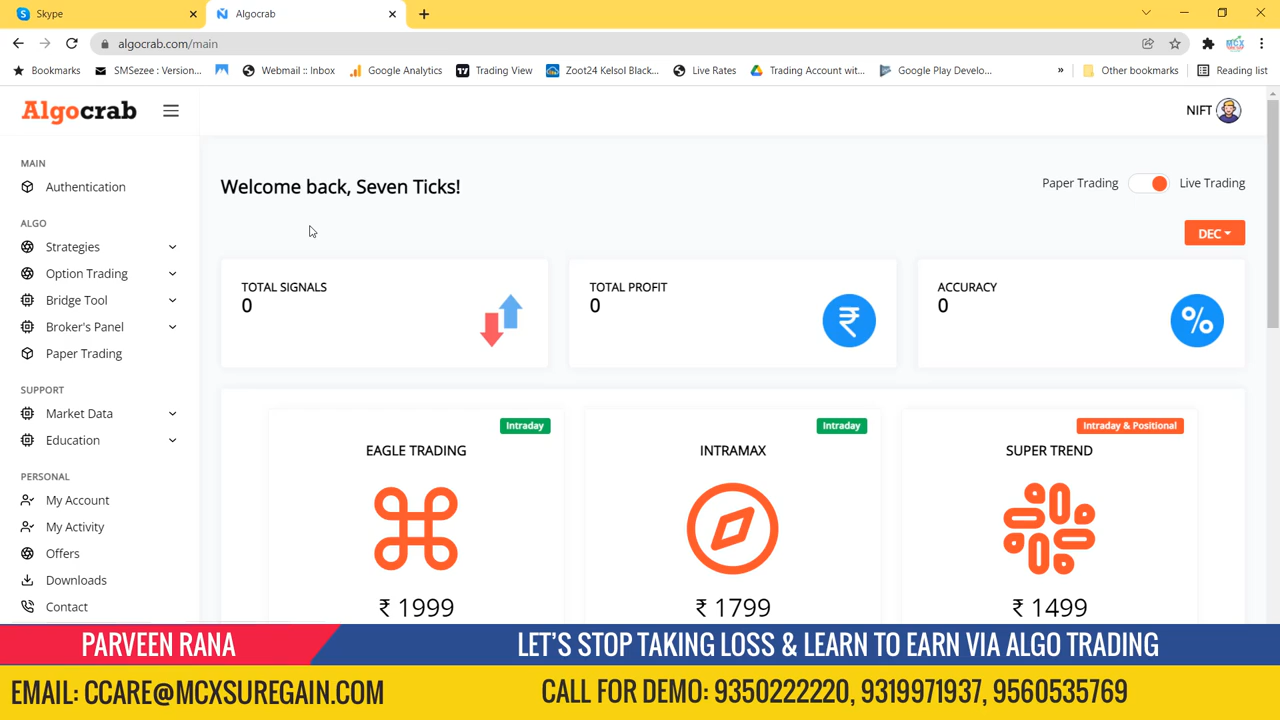 Skype
Algocrab
algocrab.com/main
Bookmarks
SMSezee : Version...
Webmail :: Inbox
Google Analytics
Trading View
Zoot24 Kelsol Black...
Live Rates
Trading Account wit...
Google Play Develo...
»
Other bookmarks
Reading list
Algocrab
NIFT
MAIN
Authentication
ALGO
Strategies
Option Trading
Bridge Tool
Broker's Panel
Paper Trading
SUPPORT
Market Data
Education
PERSONAL
My Account
My Activity
Offers
Downloads
Contact
Welcome back, Seven Ticks!
Paper Trading
Live Trading
DEC
TOTAL SIGNALS
0
TOTAL PROFIT
0
₹
ACCURACY
0
%
Intraday
EAGLE TRADING
₹ 1999
Intraday
INTRAMAX
₹ 1799
Intraday & Positional
SUPER TREND
₹ 1499
PARVEEN RANA
LET'S STOP TAKING LOSS & LEARN TO EARN VIA ALGO TRADING
EMAIL: CCARE@MCXSUREGAIN.COM
CALL FOR DEMO: 9350222220, 9319971937, 9560535769